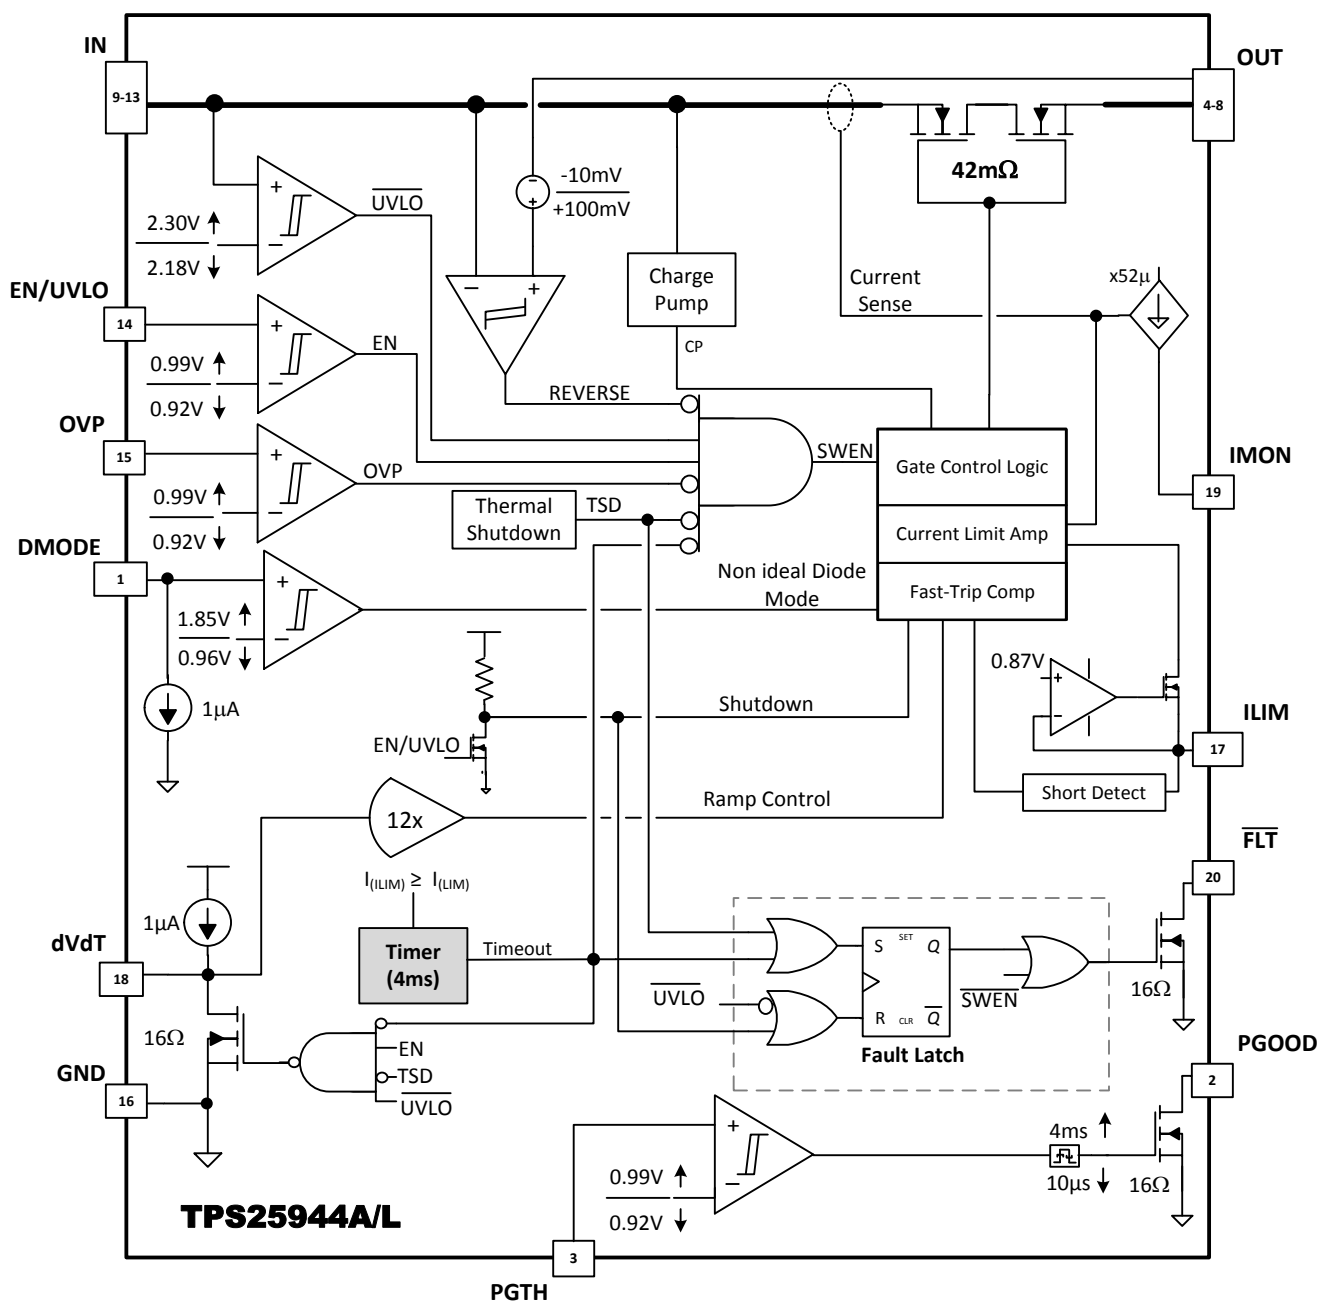 IN
9-13
OUT
4-8
-10mV
+100mV
42mΩ
UVLO
2.30V
2.18V
+
−
−
+
−
+
Charge
Pump
CP
Current
Sense
x52µ
EN/UVLO
14
+
−
EN
0.99V
0.92V
REVERSE
OVP
15
+
−
OVP
0.99V
0.92V
SWEN
Gate Control Logic
Current Limit Amp
Fast-Trip Comp
IMON
19
Thermal
Shutdown
TSD
DMODE
1
+
−
1.85V
0.96V
Non ideal Diode
Mode
1µA
0.87V
+
−
Shutdown
EN/UVLO
ILIM
17
Short Detect
12x
Ramp Control
I(ILIM) ≥ I(LIM)
FLT
20
1µA
Timer
(4ms)
Timeout
S
SET
Q
R
CLR
Q
Fault Latch
UVLO
SWEN
16Ω
dVdT
18
16Ω
EN
TSD
UVLO
GND
16
PGOOD
2
+
−
4ms
10µs
16Ω
0.99V
0.92V
TPS25944A/L
3
PGTH